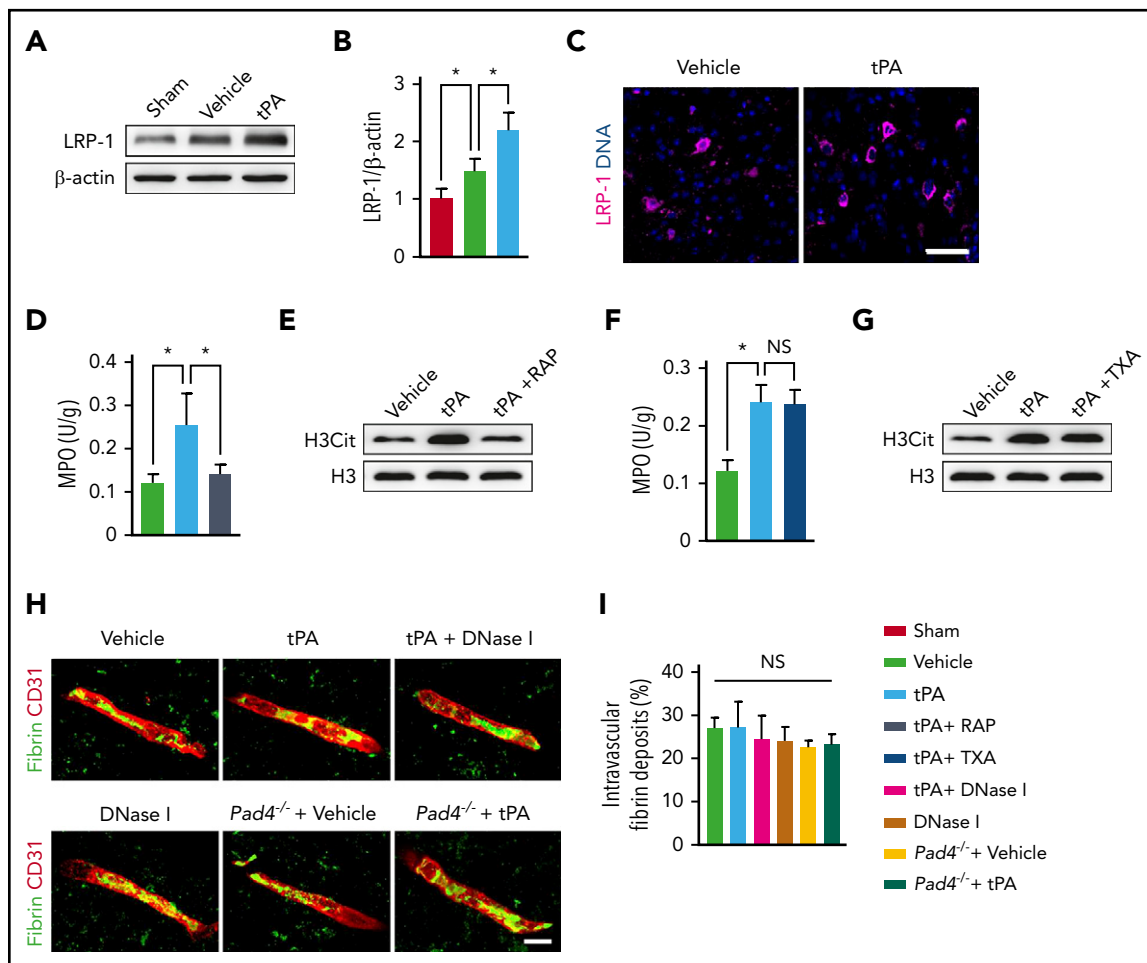 A
Sham
Vehicle
tPA
LRP-1
β-actin
B
* *
3
2
1
0
LRP-1/β-actin
C
Vehicle tPA
LRP-1 DNA
D
* *
0.4
0.3
0.2
0.1
0
MPO (U/g)
E
Vehicle
tPA
tPA +RAP
H3Cit
H3
F
* NS
0.3
0.2
0.1
0
MPO (U/g)
G
Vehicle
tPA
tPA +TXA
H3Cit
H3
H
Vehicle tPA tPA + DNase I
Fibrin CD31
DNase I Pad4-/- + Vehicle Pad4-/- + tPA
Fibrin CD31
I
NS
40
30
20
10
0
Intravascular
fibrin deposits (%)
Sham
Vehicle
tPA
tPA+ RAP
tPA+ TXA
tPA+ DNase I
DNase I
Pad4-/-+ Vehicle
Pad4-/-+ tPA